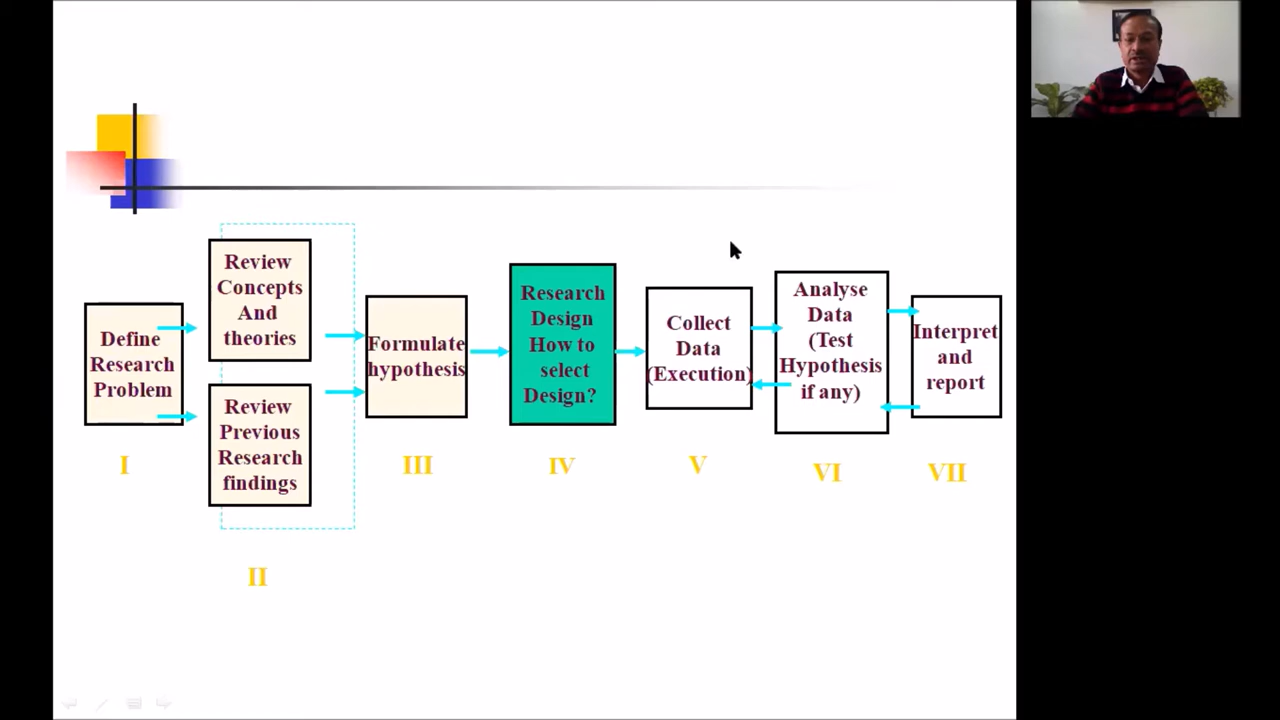 Define
Research
Problem
I
Review
Concepts
And
theories
Review
Previous
Research
findings
II
Formulate
hypothesis
III
Research
Design
How to
select
Design?
IV
Collect
Data
(Execution)
V
Analyse
Data
(Test
Hypothesis
if any)
VI
Interpret
and
report
VII